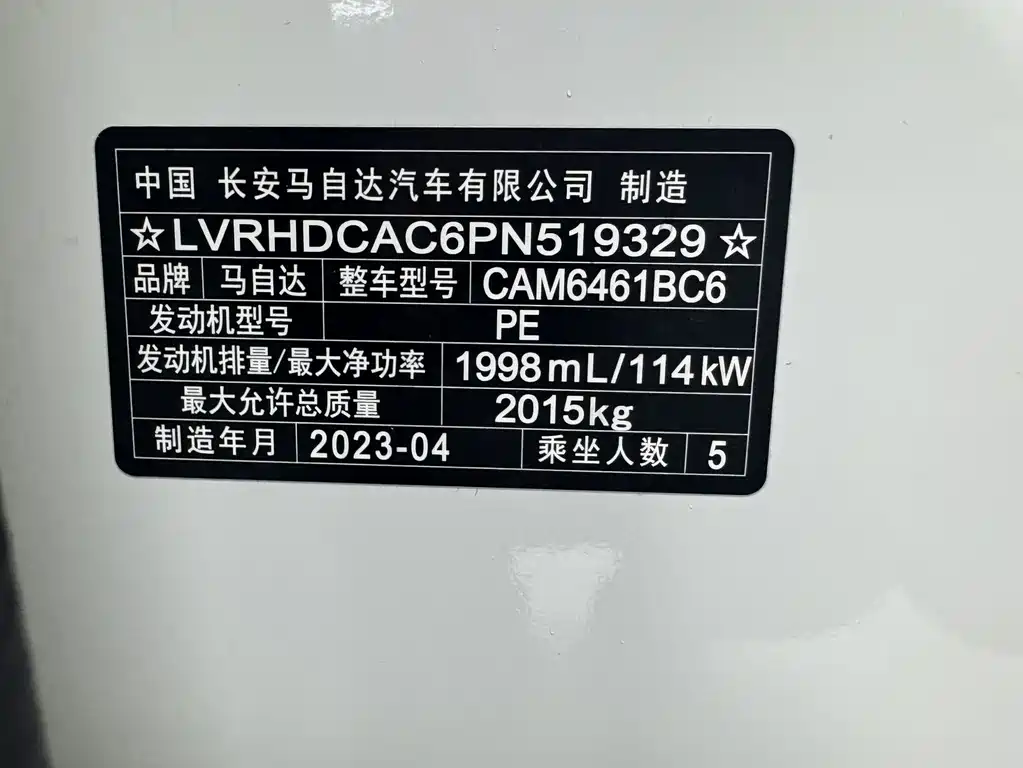 中国 长安马自达汽车有限公司 制造
☆LVRHDCAC6PN519329☆
品牌 马自达 整车型号 CAM6461BC6
发动机型号 PE
发动机排量/最大净功率 1998mL/114kW
最大允许总质量 2015kg
制造年月 2023-04 乘坐人数 5